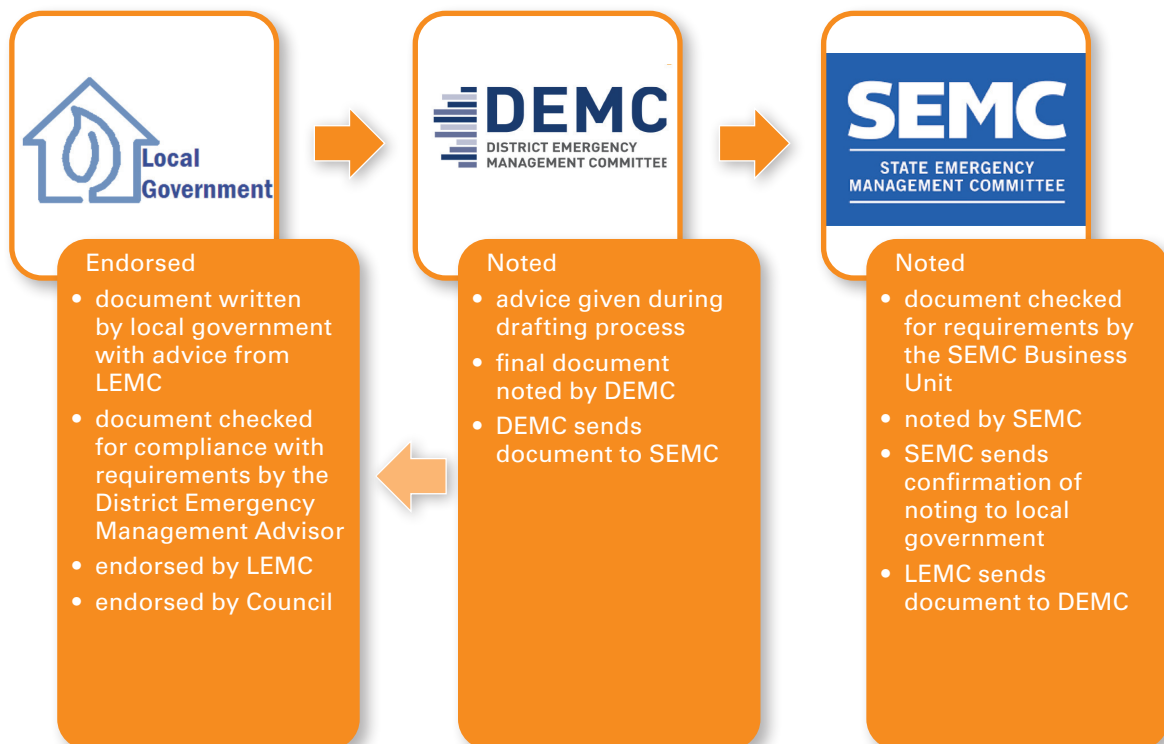 Local
Government
DEMC
DISTRICT EMERGENCY
MANAGEMENT COMMITTEE
SEMC
STATE EMERGENCY
MANAGEMENT COMMITTEE
Endorsed
• document written
by local government
with advice from
LEMC
• document checked
for compliance with
requirements by the
District Emergency
Management Advisor
• endorsed by LEMC
• endorsed by Council
Noted
• advice given during
drafting process
• final document
noted by DEMC
• DEMC sends
document to SEMC
Noted
• document checked
for requirements by
the SEMC Business
Unit
• noted by SEMC
• SEMC sends
confirmation of
noting to local
government
• LEMC sends
document to DEMC